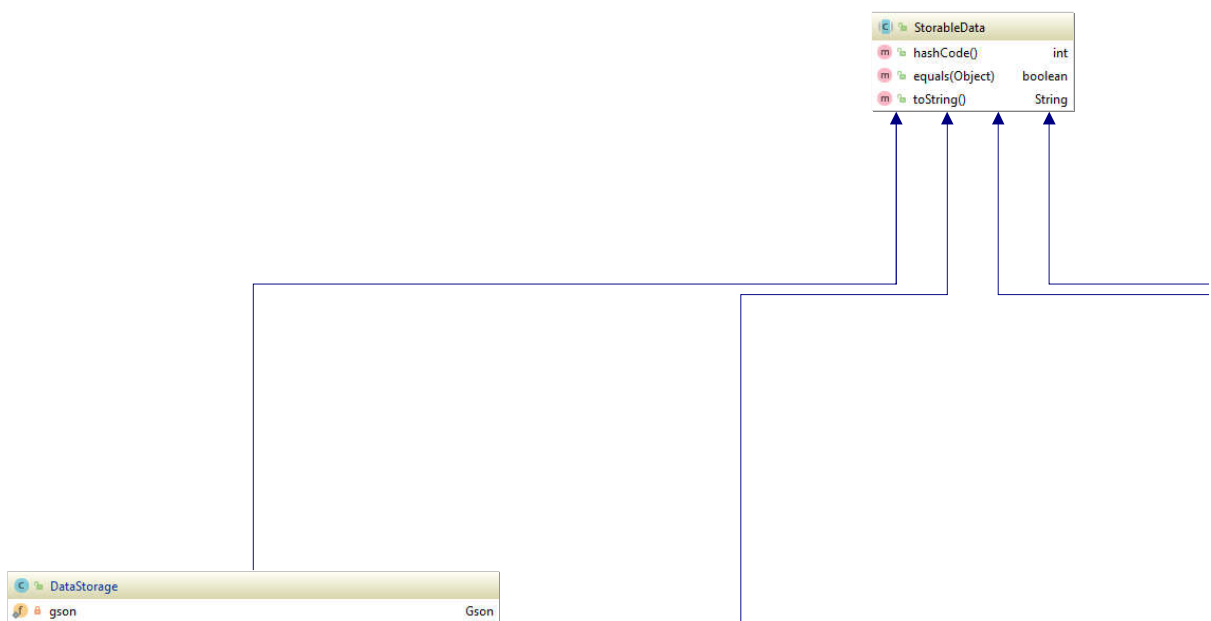 StorableData
hashCode() int
equals(Object) boolean
toString() String
DataStorage
gson Gson